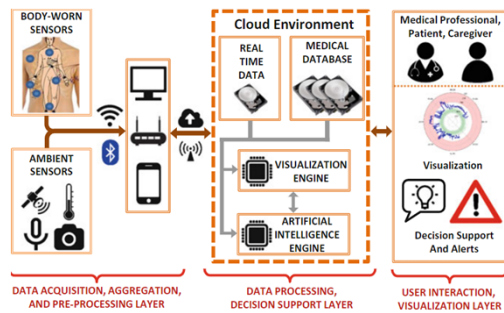 BODY-WORN
SENSORS
AMBIENT
SENSORS
Cloud Environment
REAL
TIME
DATA
MEDICAL
DATABASE
VISUALIZATION
ENGINE
ARTIFICIAL
INTELLIGENCE
ENGINE
Medical Professional,
Patient, Caregiver
Visualization
Decision Support
And Alerts
DATA ACQUISITION, AGGREGATION,
AND PRE-PROCESSING LAYER
DATA PROCESSING,
DECISION SUPPORT LAYER
USER INTERACTION,
VISUALIZATION LAYER